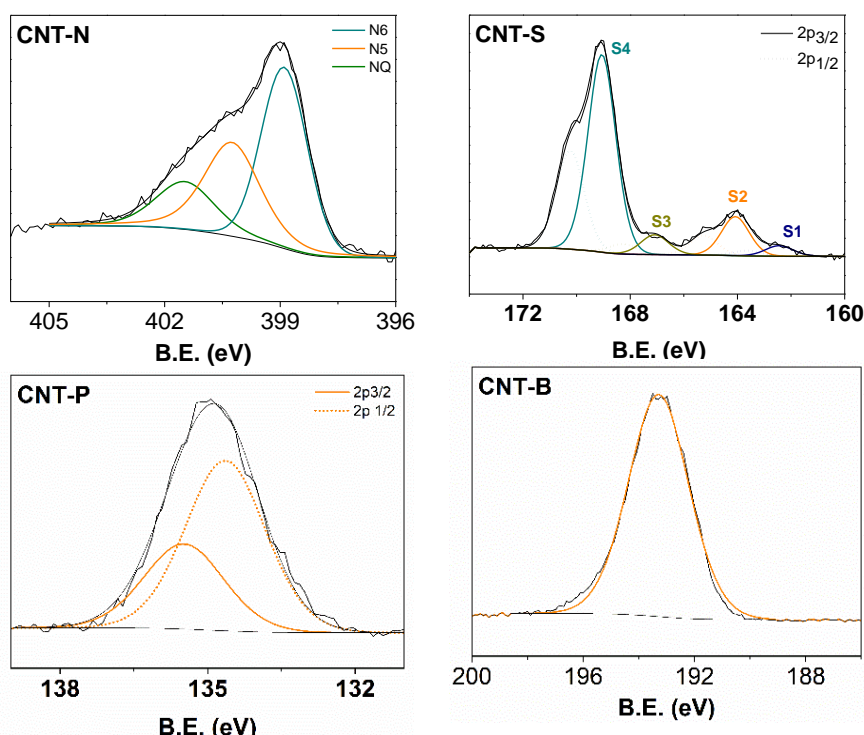 CNT-N
N6
N5
NQ
405 402 399 396
B.E. (eV)
CNT-S
S4
S3
S2
S1
2p3/2
2p1/2
172 168 164 160
B.E. (eV)
CNT-P
2p3/2
2p 1/2
138 135 132
B.E. (eV)
CNT-B
200 196 192 188
B.E. (eV)